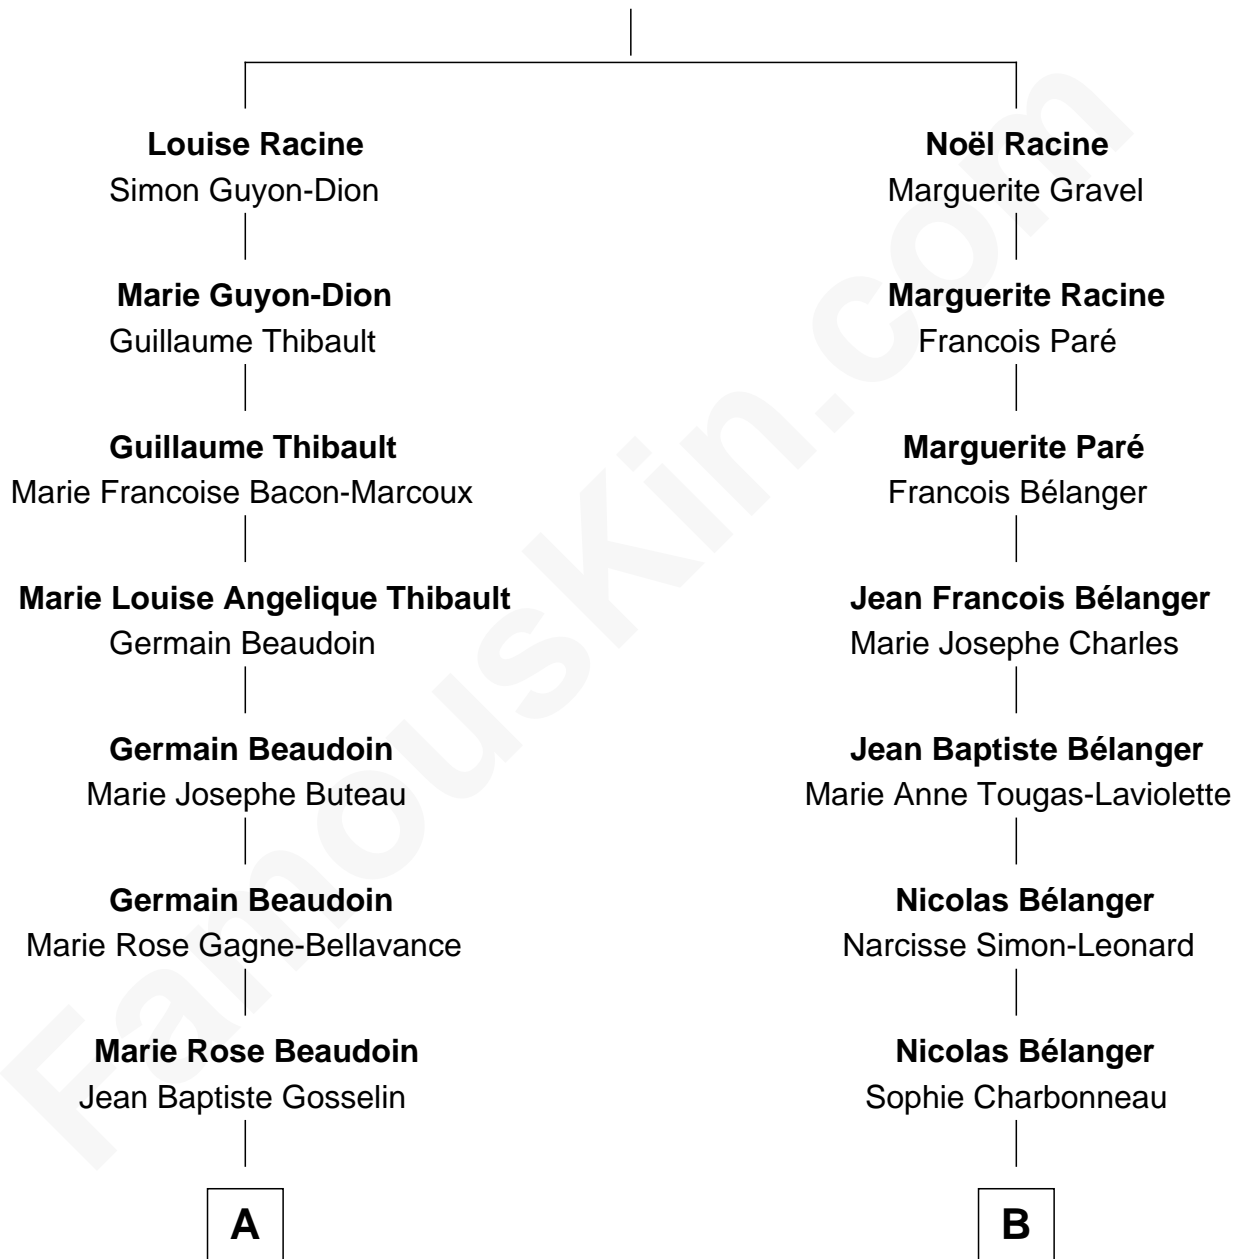 Louise Racine
Simon Guyon-Dion
Marie Guyon-Dion
Guillaume Thibault
Guillaume Thibault
Marie Francoise Bacon-Marcoux
Marie Louise Angelique Thibault
Germain Beaudoin
Germain Beaudoin
Marie Josephe Buteau
Germain Beaudoin
Marie Rose Gagne-Bellavance
Marie Rose Beaudoin
Jean Baptiste Gosselin
A
Noël Racine
Marguerite Gravel
Marguerite Racine
Francois Paré
Marguerite Paré
Francois Bélanger
Jean Francois Bélanger
Marie Josephe Charles
Jean Baptiste Bélanger
Marie Anne Tougas-Laviolette
Nicolas Bélanger
Narcisse Simon-Leonard
Nicolas Bélanger
Sophie Charbonneau
B
FamousKin.com